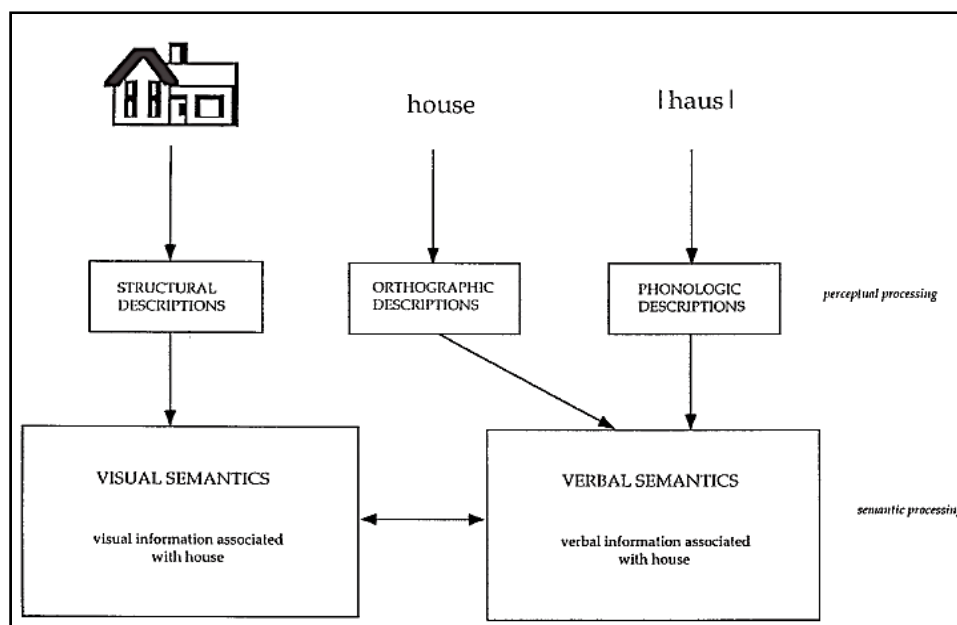 house
|haus|
STRUCTURAL
DESCRIPTIONS
ORTHOGRAPHIC
DESCRIPTIONS
PHONOLOGIC
DESCRIPTIONS
perceptual processing
VISUAL SEMANTICS
visual information associated
with house
VERBAL SEMANTICS
verbal information associated
with house
semantic processing